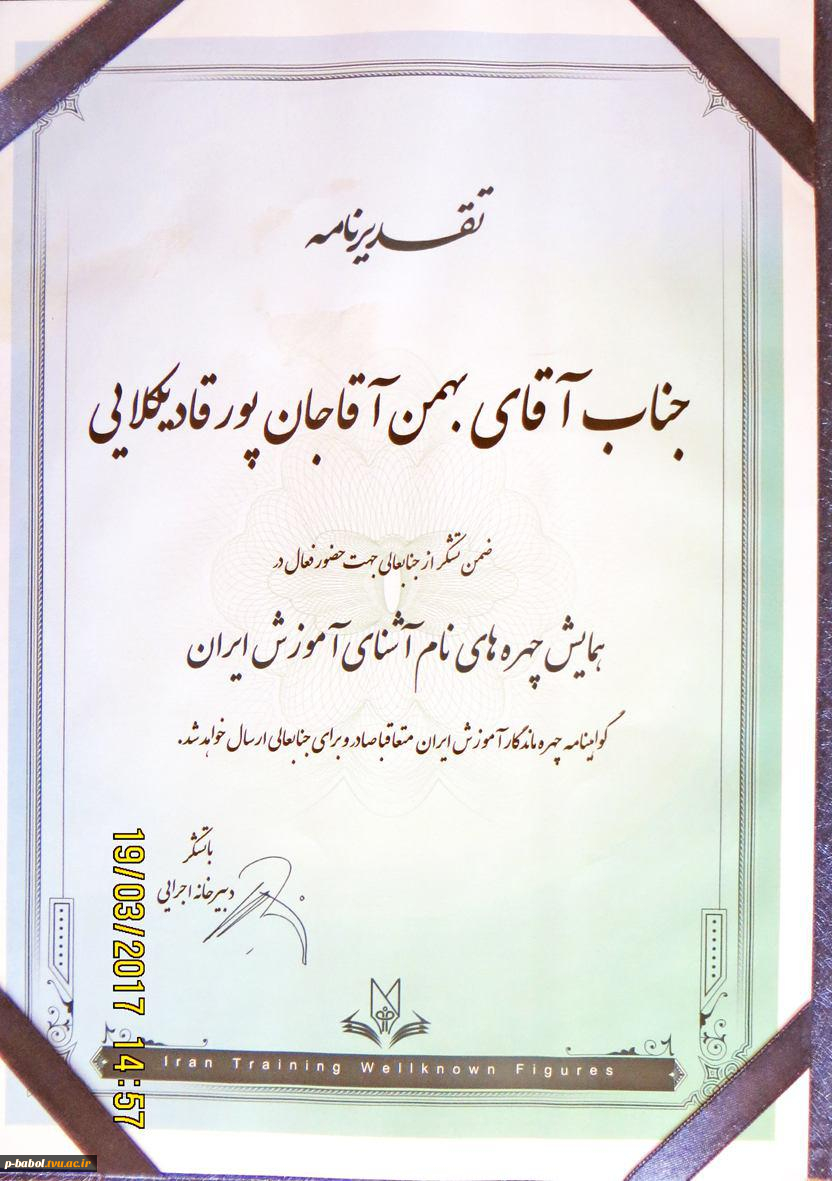 تقدیرنامه
جناب آقای بهمن آقاجان پور قادیکلایی
ضمن تشکر از جنابعالی جهت حضور فعال در
همایش چهره های نام آشنای آموزش ایران
گواهینامه چهره ماندگار آموزش ایران متعاقبا صادر و برای جنابعالی ارسال خواهد شد.
با تشکر
دبیرخانه اجرایی
Iran Training Wellknown Figures
19/03/2017 14:57
p-babol.tvu.ac.ir